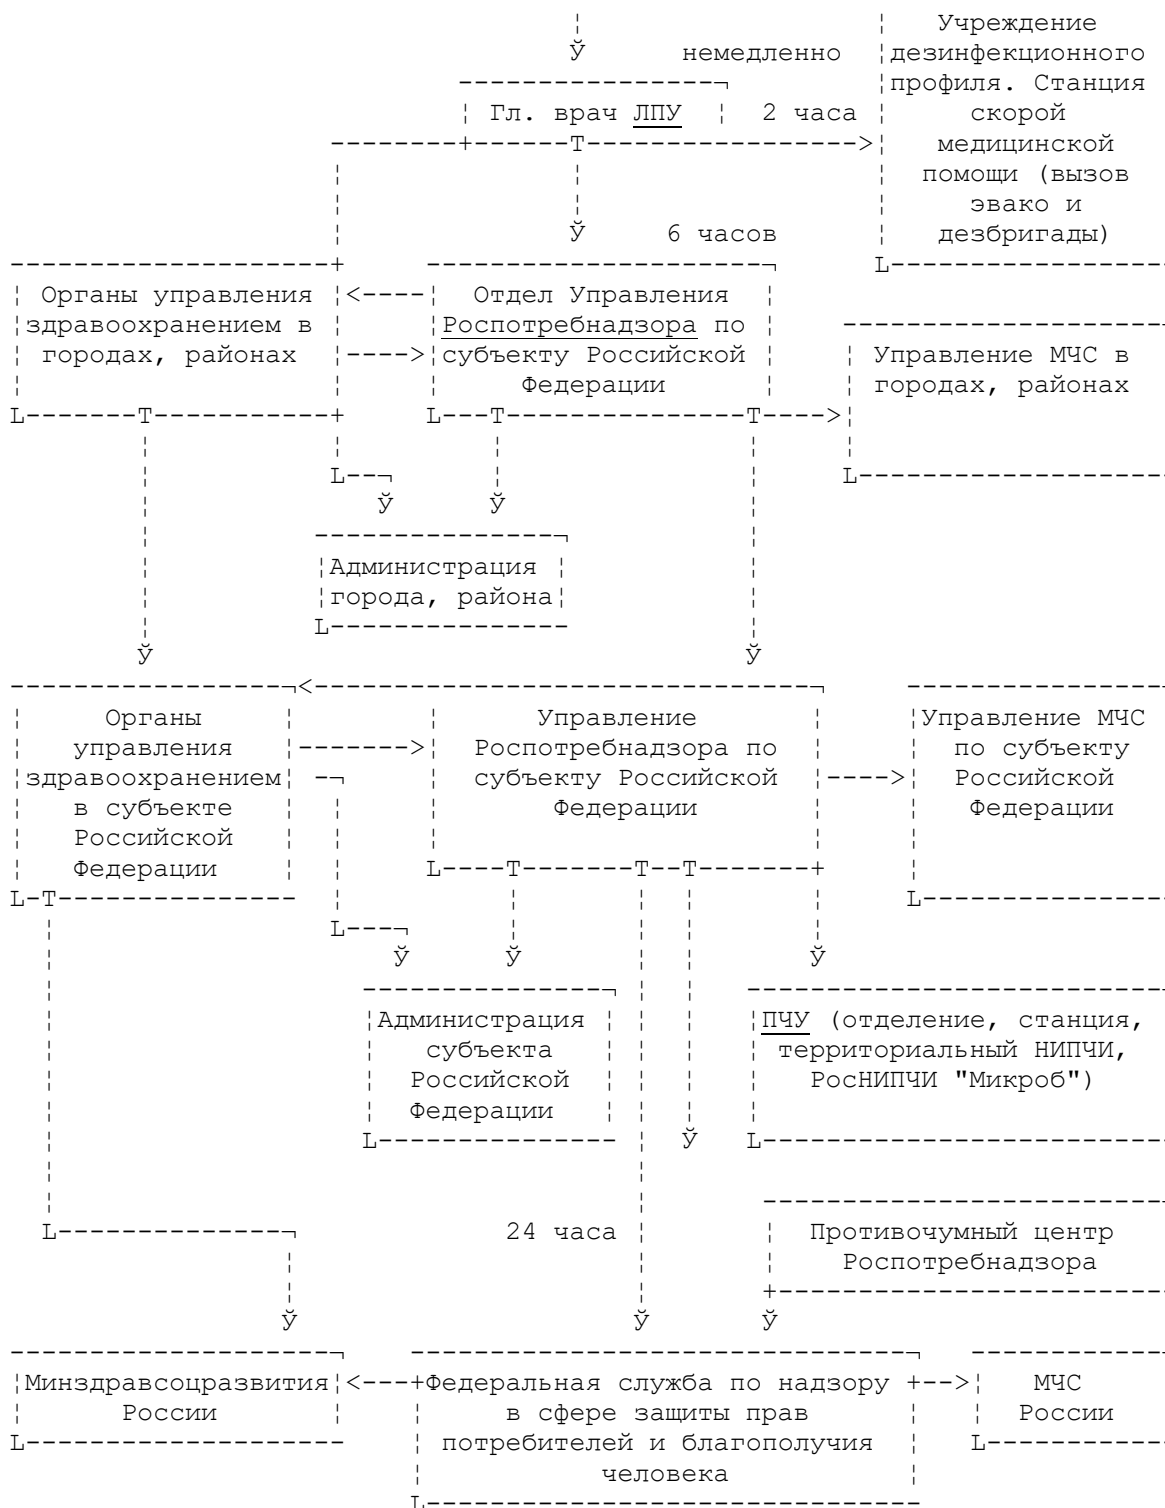 Учреждение
немедленно
дезинфекционного
профиля. Станция
Гл. врач ЛПУ
2 часа
скорой
медицинской
помощи (вызов
эвако и
6 часов
дезбригады)
Органы управления
здравоохранением в
городах, районах
Отдел Управления
Роспотребнадзора по
субъекту Российской
Федерации
Управление МЧС в
городах, районах
Администрация
города, района
Органы
управления
здравоохранением
в субъекте
Российской
Федерации
Управление
Роспотребнадзора по
субъекту Российской
Федерации
Управление МЧС
по субъекту
Российской
Федерации
Администрация
субъекта
Российской
Федерации
ПЧУ (отделение, станция,
территориальный НИПЧИ,
РосНИПЧИ "Микроб")
24 часа
Противочумный центр
Роспотребнадзора
Минздравсоцразвития
России
Федеральная служба по надзору
в сфере защиты прав
потребителей и благополучия
человека
МЧС
России